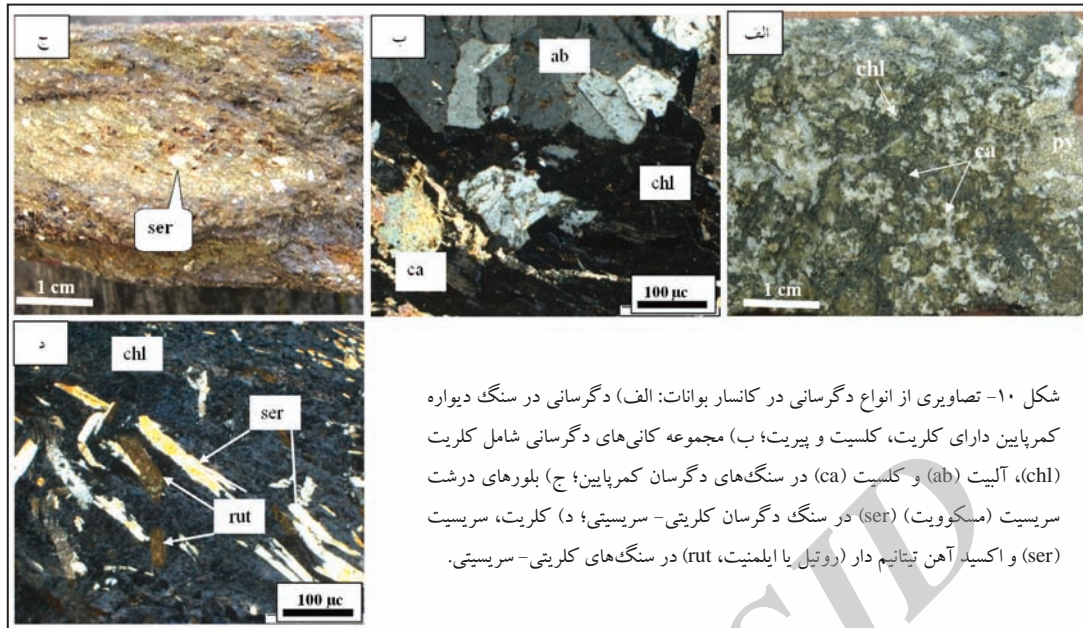 الف
chl
ca
py
1 cm
ب
ab
chl
ca
100 µc
ج
ser
1 cm
د
chl
ser
rut
100 µc
شکل ۱۰- تصاویری از انواع دگرسانی در کانسار بوانات: الف) دگرسانی در سنگ دیواره
کمرپایین دارای کلریت، کلسیت و پیریت؛ ب) مجموعه کانی‌های دگرسانی شامل کلریت
(chl)، آلبیت (ab) و کلسیت (ca) در سنگ‌های دگرسان کمرپایین؛ ج) بلورهای درشت
سریسیت (مسکوویت) (ser) در سنگ دگرسان کلریتی- سریسیتی؛ د) کلریت، سریسیت
(ser) و اکسید آهن تیتانیم دار (روتیل یا ایلمنیت، rut) در سنگ‌های کلریتی- سریسیتی.
SID